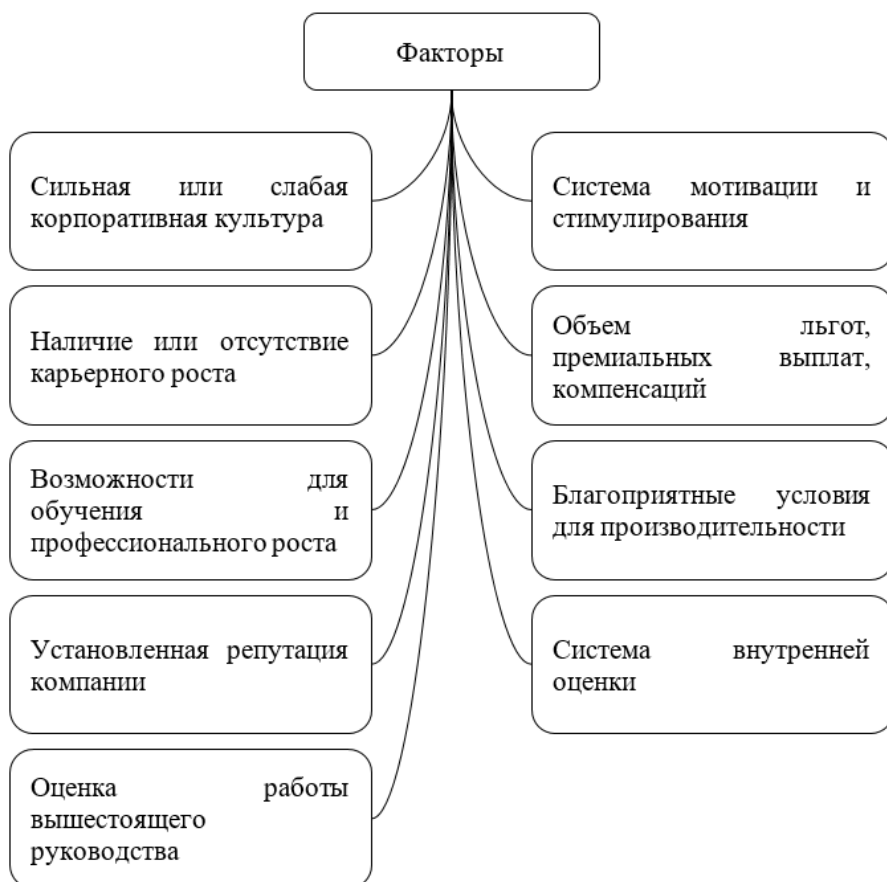 Факторы
Сильная или слабая
корпоративная культура
Наличие или отсутствие
карьерного роста
Возможности для
обучения и
профессионального роста
Установленная репутация
компании
Оценка работы
вышестоящего
руководства
Система мотивации и
стимулирования
Объем льгот,
премиальных выплат,
компенсаций
Благоприятные условия
для производительности
Система внутренней
оценки